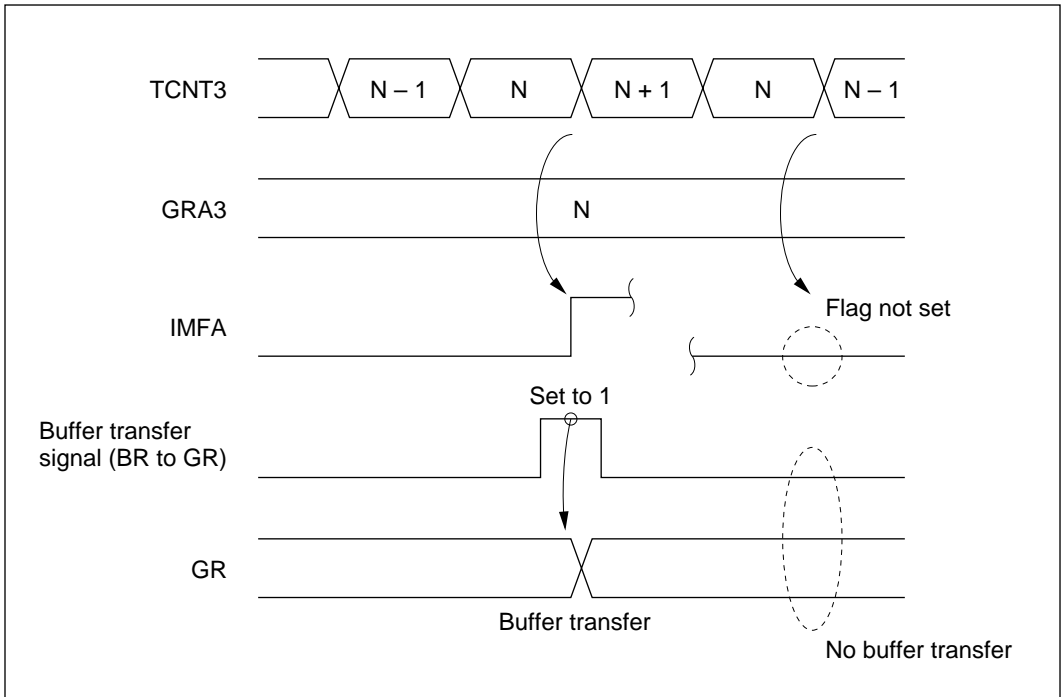 TCNT3
N – 1
N
N + 1
N
N – 1
GRA3
N
IMFA
Flag not set
Set to 1
Buffer transfer
signal (BR to GR)
GR
Buffer transfer
No buffer transfer